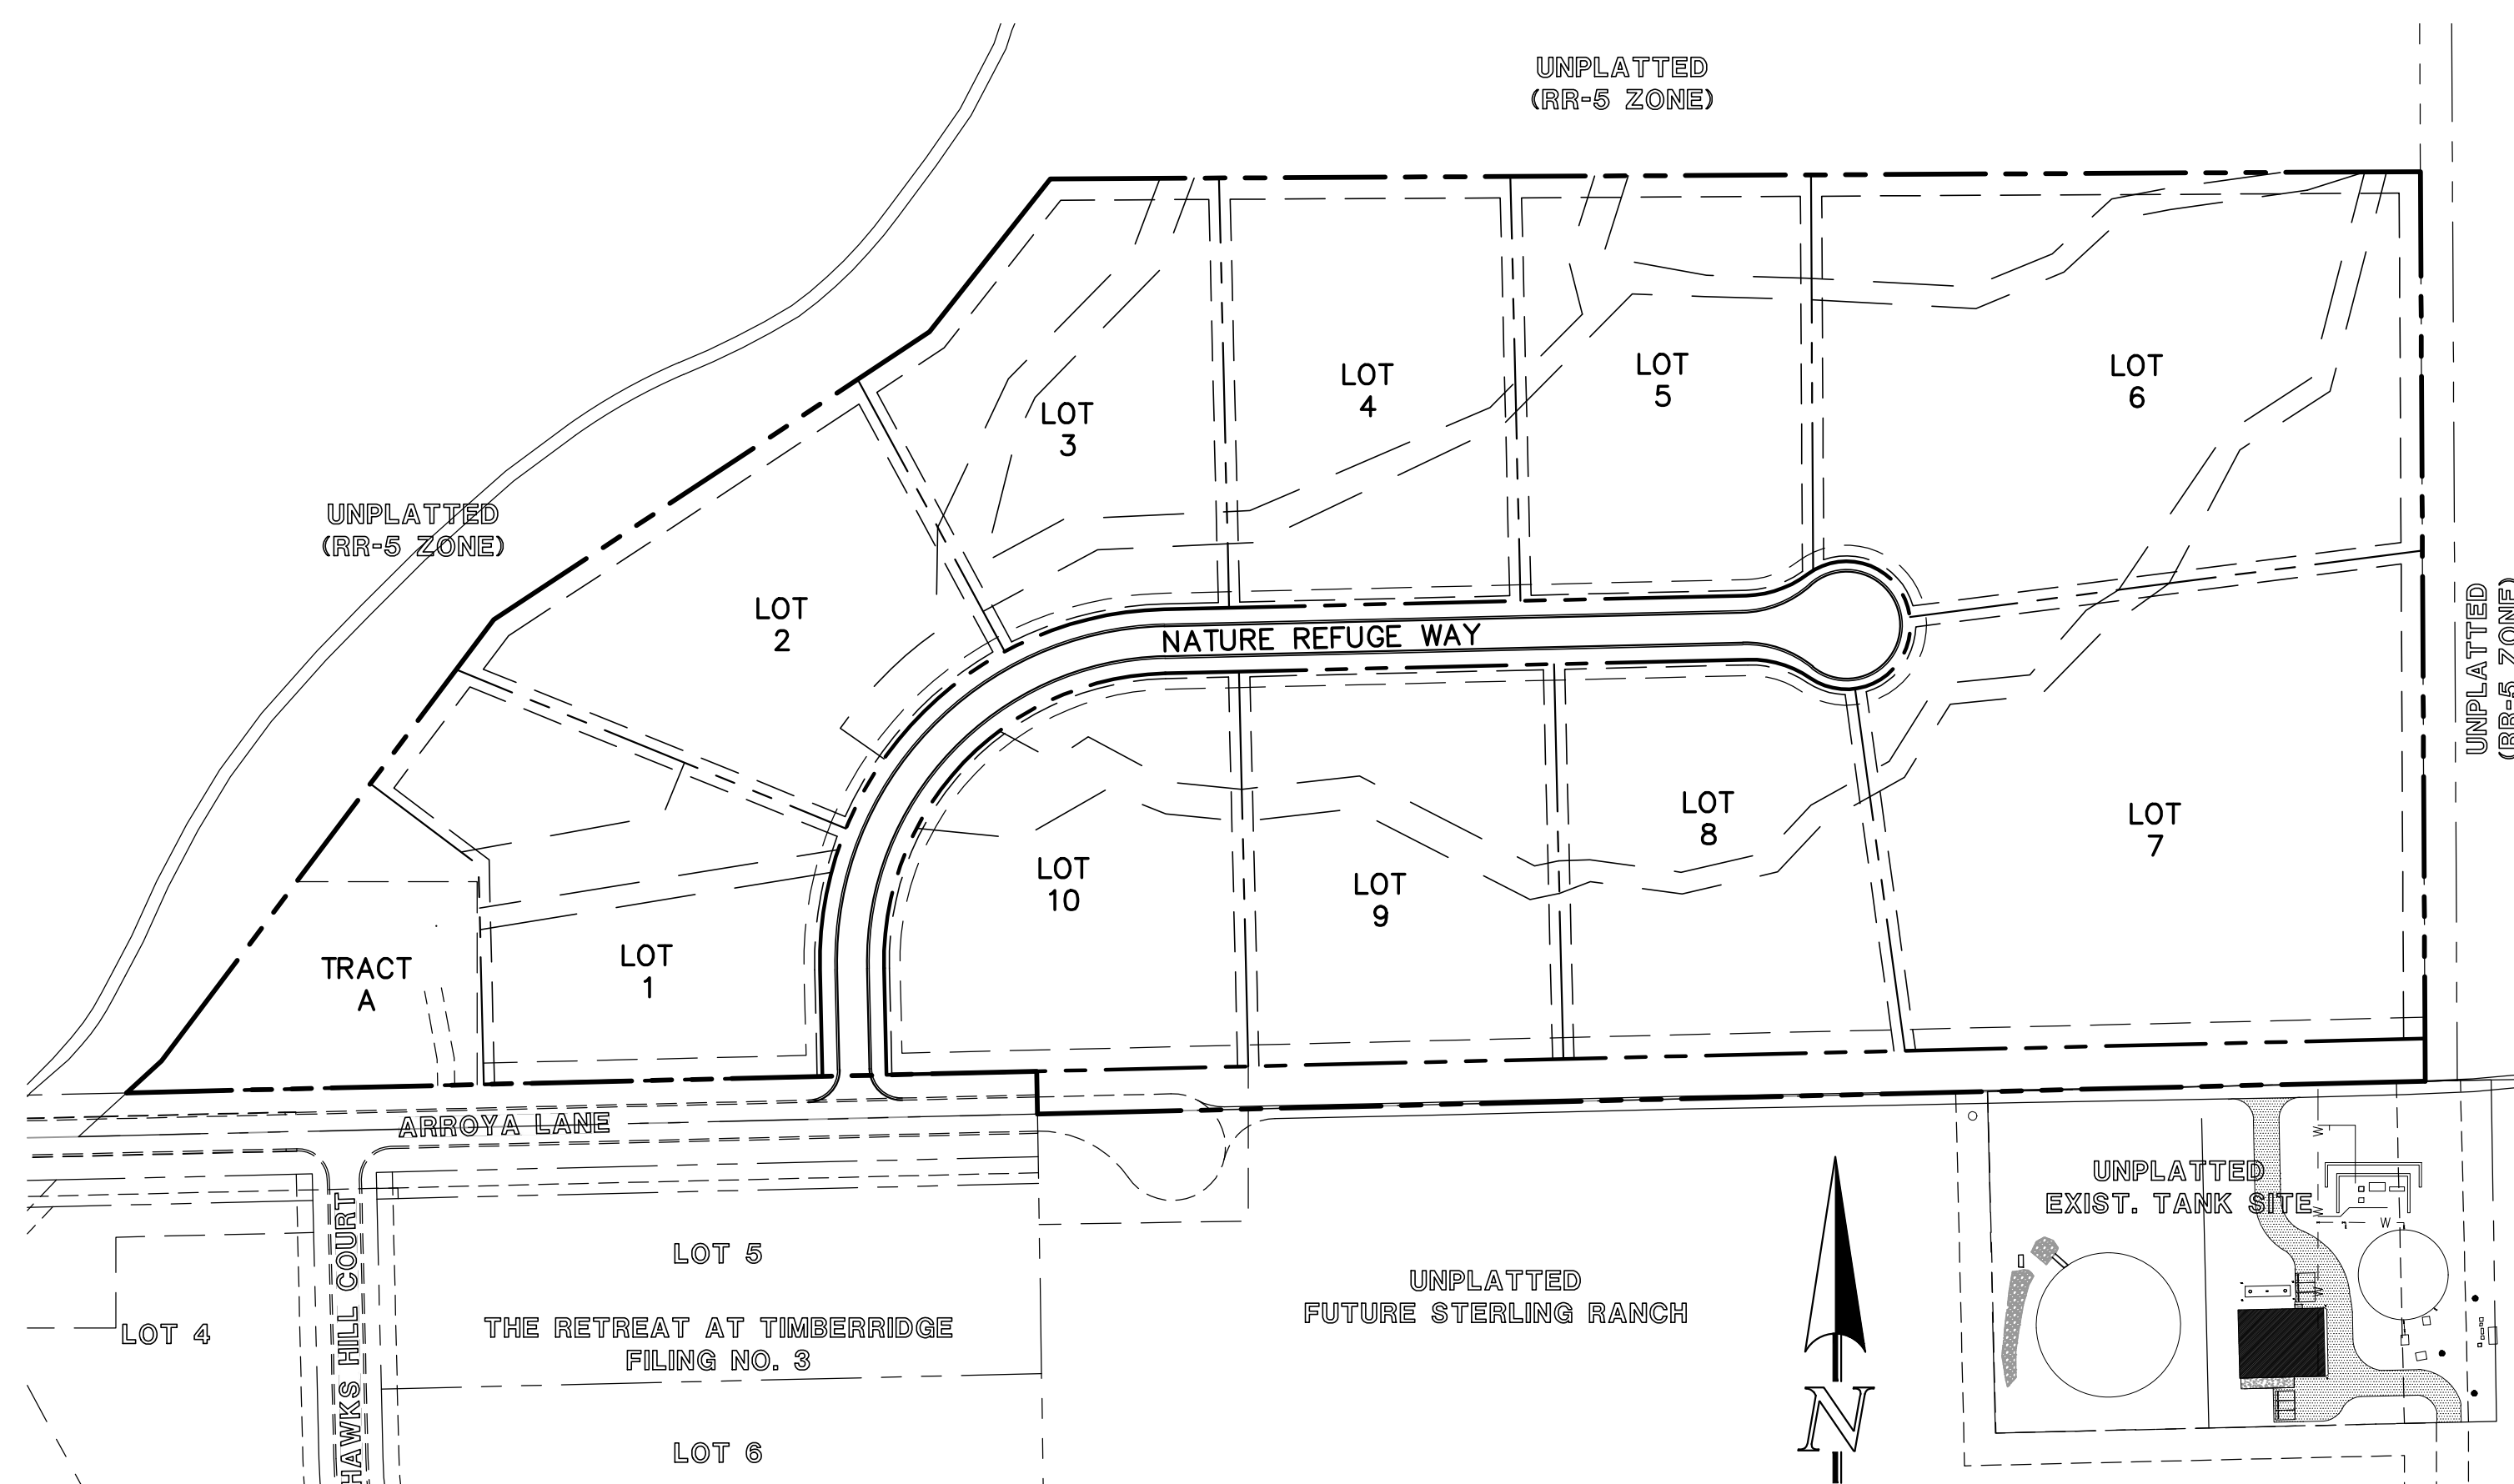 UNPLATTED
(RR-5 ZONE)
UNPLATTED
(RR-5 ZONE)
LOT
3
LOT
4
LOT
5
LOT
6
LOT
2
NATURE REFUGE WAY
UNPLATTED
(RR-5 ZONE)
LOT
10
LOT
9
LOT
8
LOT
7
TRACT
A
LOT
1
ARROYA LANE
HAWKS HILL COURT
LOT 4
LOT 5
THE RETREAT AT TIMBERRIDGE
FILING NO. 3
LOT 6
UNPLATTED
FUTURE STERLING RANCH
N
UNPLATTED
EXIST. TANK SITE
W
W
W
W